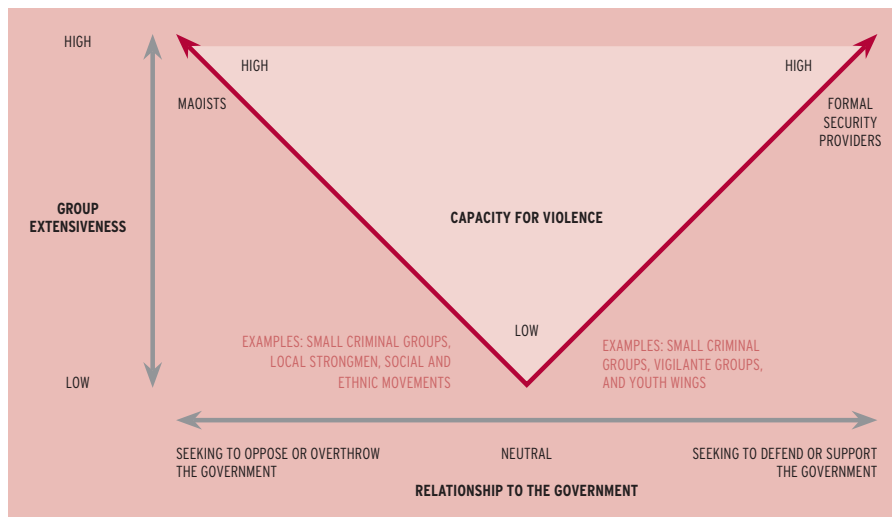 HIGH
HIGH
HIGH
MAOISTS
FORMAL
SECURITY
PROVIDERS
GROUP
EXTENSIVENESS
CAPACITY FOR VIOLENCE
LOW
EXAMPLES: SMALL CRIMINAL GROUPS,
LOCAL STRONGMEN, SOCIAL AND
ETHNIC MOVEMENTS
EXAMPLES: SMALL CRIMINAL
GROUPS, VIGILANTE GROUPS,
AND YOUTH WINGS
LOW
SEEKING TO OPPOSE OR OVERTHROW
THE GOVERNMENT
NEUTRAL
SEEKING TO DEFEND OR SUPPORT
THE GOVERNMENT
RELATIONSHIP TO THE GOVERNMENT